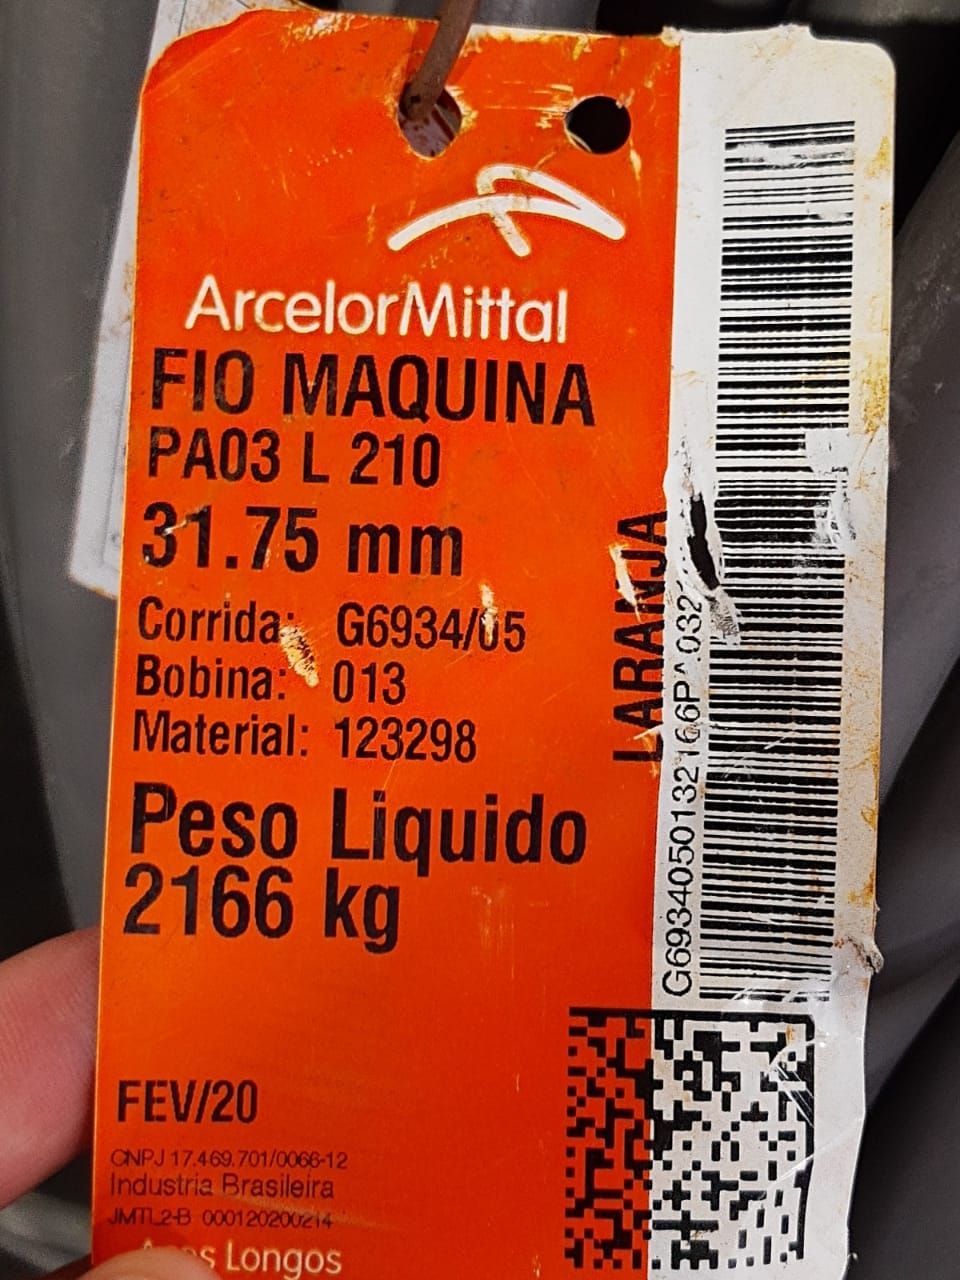 ArcelorMittal
FIO MAQUINA
PA03 L 210
31.75 mm
Corrida: G6934/05
Bobina: 013
Material: 123298
Peso Liquido
2166 kg
FEV/20
CNPJ 17.469.701/0066-12
Industria Brasileira
JMTL2-B 000120200214
Longos
LARANJA